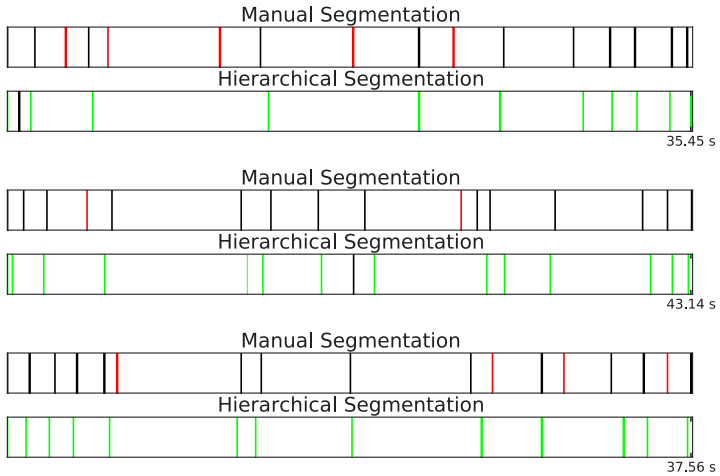 Manual Segmentation
Hierarchical Segmentation
35.45 s
Manual Segmentation
Hierarchical Segmentation
43.14 s
Manual Segmentation
Hierarchical Segmentation
37.56 s